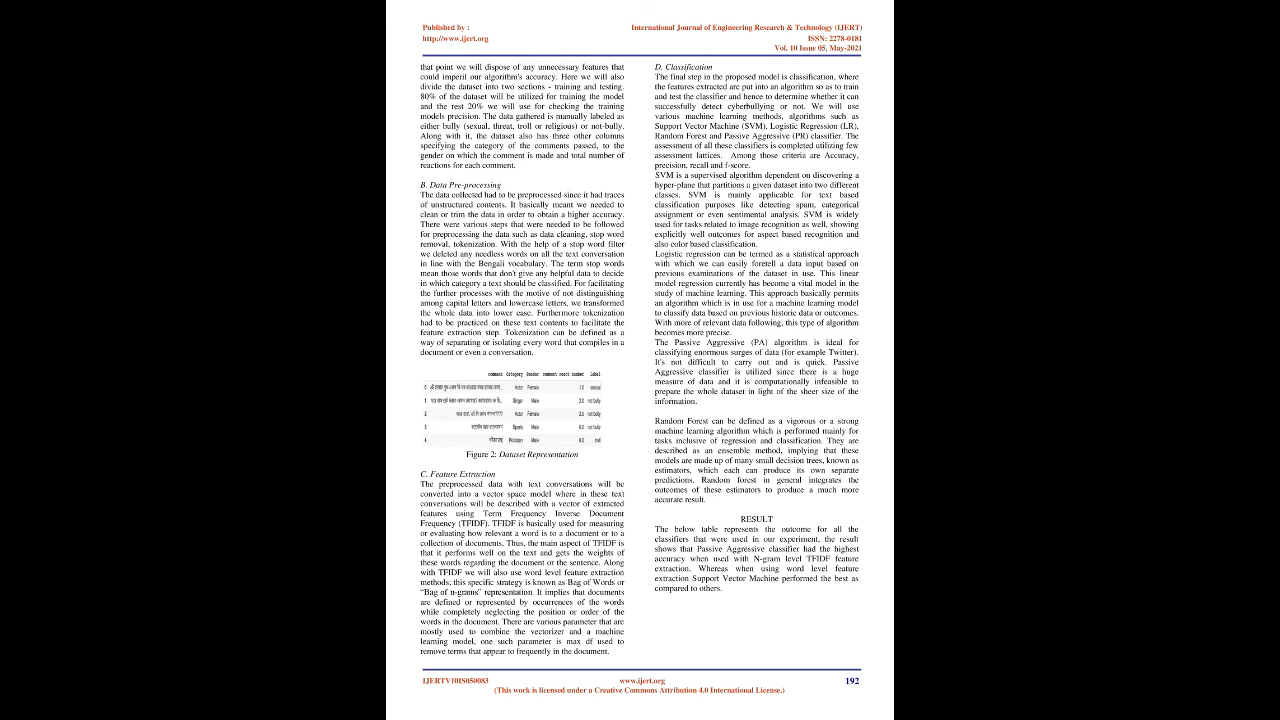 Published by :
International Journal of Engineering Research & Technology (IJERT)
http://www.ijert.org
ISSN: 2278-0181
Vol. 10 Issue 05, May-2021
that point we will dispose of any unnecessary features that
could imperil our algorithm's accuracy. Here we will also
divide the dataset into two sections - training and testing.
80% of the dataset will be utilized for training the model
and the rest 20% we will use for checking the training
models precision. The data gathered is manually labeled as
either bully (sexual, threat, troll or religious) or not-bully.
Along with it, the dataset also has three other columns
specifying the category of the comments passed, to the
gender on which the comment is made and total number of
reactions for each comment.
B. Data Pre-processing
The data collected had to be preprocessed since it had traces
of unstructured contents. It basically meant we needed to
clean or trim the data in order to obtain a higher accuracy.
There were various steps that were needed to be followed
for preprocessing the data such as data cleaning, stop word
removal, tokenization. With the help of a stop word filter
we deleted any needless words on all the text conversation
in line with the Bengali vocabulary. The term stop words
mean those words that don't give any helpful data to decide
in which category a text should be classified. For facilitating
the further processes with the motive of not distinguishing
among capital letters and lowercase letters, we transformed
the whole data into lower case. Furthermore tokenization
had to be practiced on these text contents to facilitate the
feature extraction step. Tokenization can be defined as a
way of separating or isolating every word that compiles in a
document or even a conversation.
comment Category Gender comment react number label
0 Actor Female 1.0 sexual
1 Singer Male 2.0 not bully
2 Actor Female 2.0 not bully
3 Sports Male 0.0 not bully
4 Politician Male 0.0 troll
Figure 2: Dataset Representation
C. Feature Extraction
The preprocessed data with text conversations will be
converted into a vector space model where in these text
conversations will be described with a vector of extracted
features using Term Frequency Inverse Document
Frequency (TFIDF). TFIDF is basically used for measuring
or evaluating how relevant a word is to a document or to a
collection of documents. Thus, the main aspect of TFIDF is
that it performs well on the text and gets the weights of
these words regarding the document or the sentence. Along
with TFIDF we will also use word level feature extraction
methods; this specific strategy is known as Bag of Words or
“Bag of n-grams” representation. It implies that documents
are defined or represented by occurrences of the words
while completely neglecting the position or order of the
words in the document. There are various parameter that are
mostly used to combine the vectorizer and a machine
learning model, one such parameter is max df used to
remove terms that appear to frequently in the document.
D. Classification
The final step in the proposed model is classification, where
the features extracted are put into an algorithm so as to train
and test the classifier and hence to determine whether it can
successfully detect cyberbullying or not. We will use
various machine learning methods, algorithms such as
Support Vector Machine (SVM), Logistic Regression (LR),
Random Forest and Passive Aggressive (PR) classifier. The
assessment of all these classifiers is completed utilizing few
assessment lattices. Among those criteria are Accuracy,
precision, recall and f-score.
SVM is a supervised algorithm dependent on discovering a
hyper-plane that partitions a given dataset into two different
classes. SVM is mainly applicable for text based
classification purposes like detecting spam, categorical
assignment or even sentimental analysis. SVM is widely
used for tasks related to image recognition as well, showing
explicitly well outcomes for aspect based recognition and
also color based classification.
Logistic regression can be termed as a statistical approach
with which we can easily foretell a data input based on
previous examinations of the dataset in use. This linear
model regression currently has become a vital model in the
study of machine learning. This approach basically permits
an algorithm which is in use for a machine learning model
to classify data based on previous historic data or outcomes.
With more of relevant data following, this type of algorithm
becomes more precise.
The Passive Aggressive (PA) algorithm is ideal for
classifying enormous surges of data (for example Twitter).
It's not difficult to carry out and is quick. Passive
Aggressive classifier is utilized since there is a huge
measure of data and it is computationally infeasible to
prepare the whole dataset in light of the sheer size of the
information.
Random Forest can be defined as a vigorous or a strong
machine learning algorithm which is performed mainly for
tasks inclusive of regression and classification. They are
described as an ensemble method, implying that these
models are made up of many small decision trees, known as
estimators, which each can produce its own separate
predictions. Random forest in general integrates the
outcomes of these estimators to produce a much more
accurate result.
RESULT
The below table represents the outcome for all the
classifiers that were used in our experiment, the result
shows that Passive Aggressive classifier had the highest
accuracy when used with N-gram level TFIDF feature
extraction. Whereas when using word level feature
extraction Support Vector Machine performed the best as
compared to others.
IJERTV10IS050083
www.ijert.org
192
(This work is licensed under a Creative Commons Attribution 4.0 International License.)